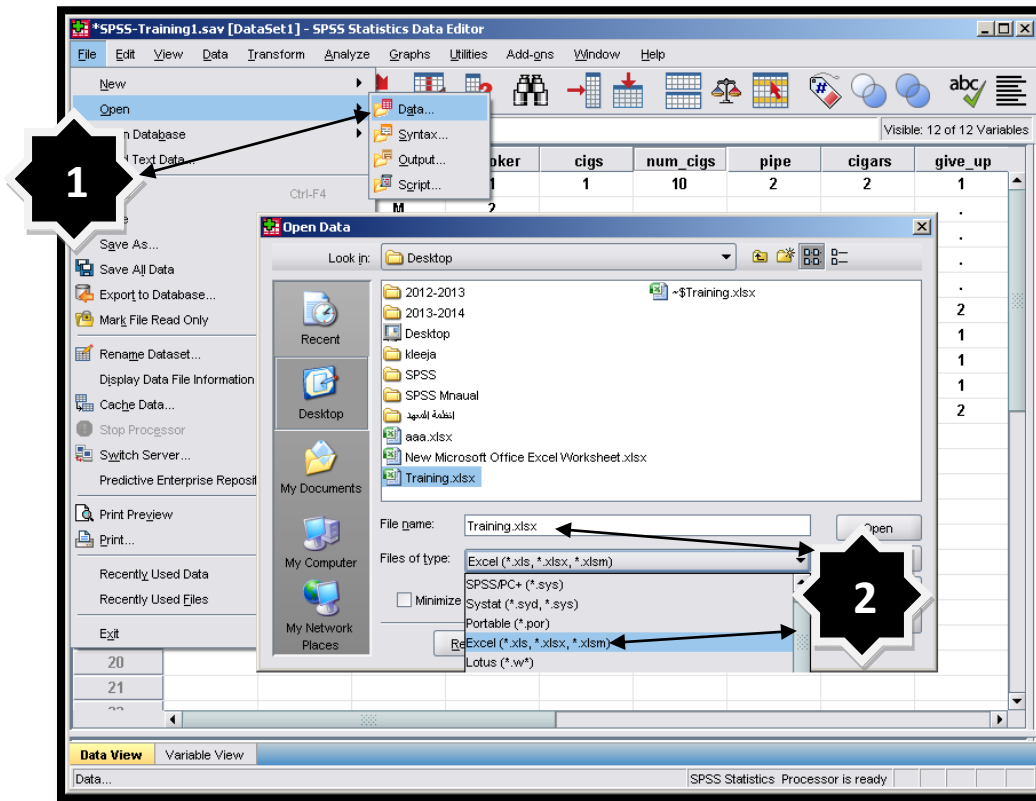 *SPSS-Training1.sav [DataSet1] - SPSS Statistics Data Editor
File Edit View Data Transform Analyze Graphs Utilities Add-ons Window Help
New
Open
Data...
Syntax...
Output...
Script...
Database
Text Data...
Ctrl-F4
Save As...
Save All Data
Export to Database...
Mark File Read Only
Rename Dataset...
Display Data File Information
Cache Data...
Stop Processor
Switch Server...
Predictive Enterprise Reposit
Print Preview
Print...
Recently Used Data
Recently Used Files
Exit
1
abc
Visible: 12 of 12 Variables
oker cigs num_cigs pipe cigars give_up
1 1 10 2 2 1
M 2 .
.
.
.
2
1
1
1
2
Open Data
Look in: Desktop
Recent
Desktop
My Documents
My Computer
My Network Places
2012-2013
2013-2014
Desktop
kleeja
SPSS
SPSS Mnaual
انظمة المعهد
aaa.xlsx
New Microsoft Office Excel Worksheet.xlsx
Training.xlsx
~$Training.xlsx
File name: Training.xlsx
Open
Files of type: Excel (*.xls, *.xlsx, *.xlsm)
SPSS/PC+ (*.sys)
Systat (*.syd, *.sys)
Portable (*.por)
Excel (*.xls, *.xlsx, *.xlsm)
Lotus (*.w*)
Minimize
2
20
21
Data View Variable View
Data...
SPSS Statistics Processor is ready